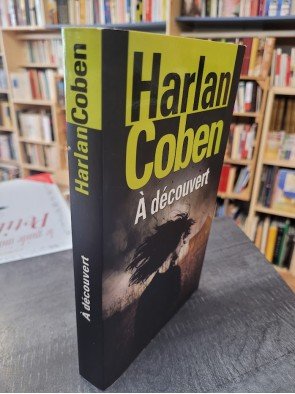 Harlan
Coben
À découvert
Harlan Coben
À découvert